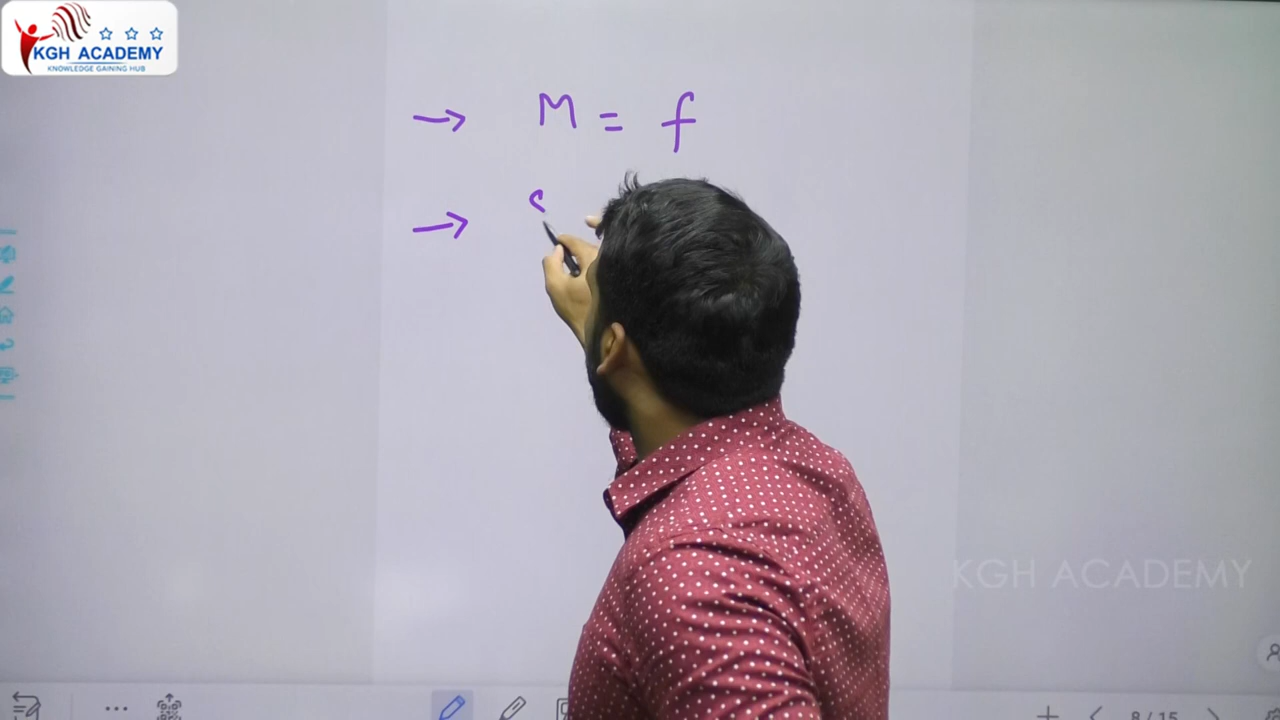 KGH ACADEMY
KNOWLEDGE GAINING HUB
→ M = f
→
KGH ACADEMY
8/15